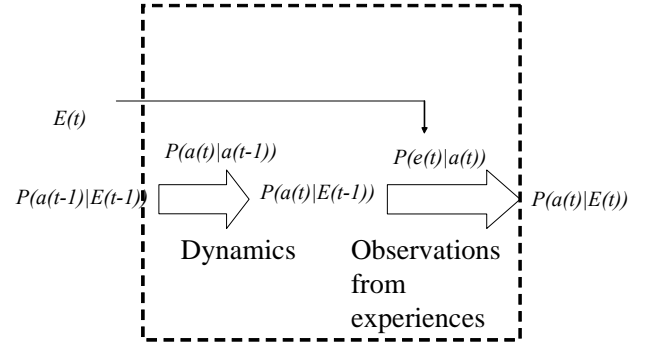 E(t)
P(a(t)|a(t-1))
P(e(t)|a(t))
P(a(t-1)|E(t-1))
P(a(t)|E(t-1))
P(a(t)|E(t))
Dynamics
Observations
from
experiences